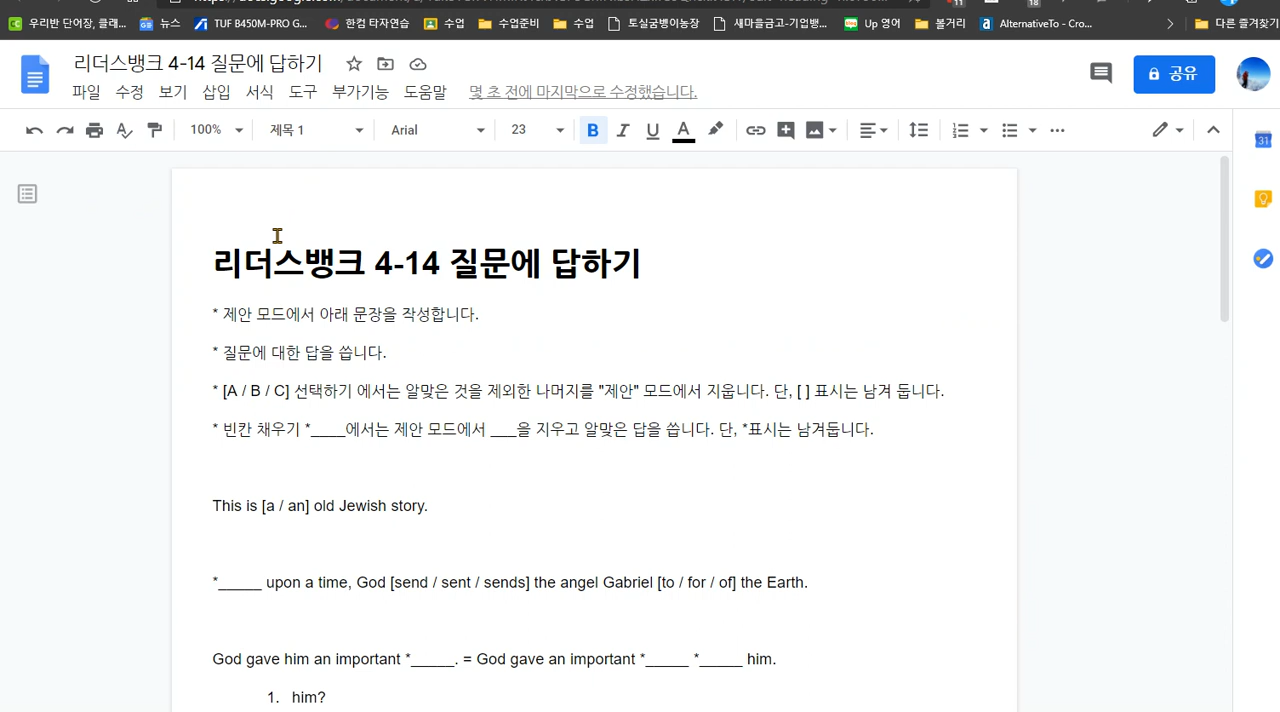 11
18
우리반 단어장, 클래...
뉴스
TUF B450M-PRO G...
한컴 타자연습
수업
수업준비
수업
토실굼벵이농장
새마을금고-기업뱅...
Up 영어
볼거리
AlternativeTo - Cro...
다른 즐겨찾기
리더스뱅크 4-14 질문에 답하기
파일 수정 보기 삽입 서식 도구 부가기능 도움말 몇 초 전에 마지막으로 수정했습니다.
공유
100% 제목 1 Arial 23 B I U A
31
리더스뱅크 4-14 질문에 답하기
* 제안 모드에서 아래 문장을 작성합니다.
* 질문에 대한 답을 씁니다.
* [A / B / C] 선택하기 에서는 알맞은 것을 제외한 나머지를 "제안" 모드에서 지웁니다. 단, [ ] 표시는 남겨 둡니다.
* 빈칸 채우기 *____에서는 제안 모드에서 ___을 지우고 알맞은 답을 씁니다. 단, *표시는 남겨둡니다.
This is [a / an] old Jewish story.
*_____ upon a time, God [send / sent / sends] the angel Gabriel [to / for / of] the Earth.
God gave him an important *_____. = God gave an important *_____ *_____ him.
1. him?